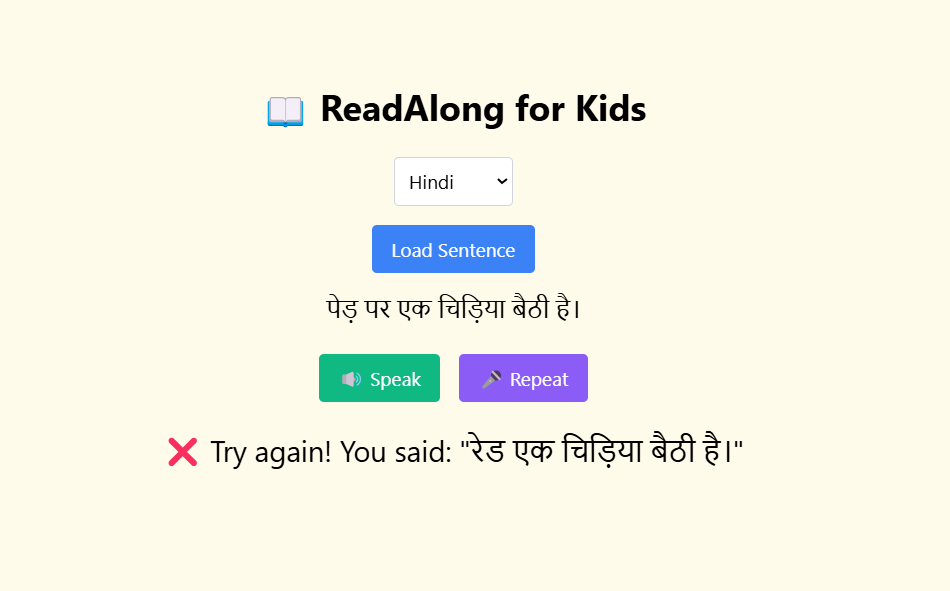 📖 ReadAlong for Kids
Hindi
Load Sentence
पेड़ पर एक चिड़िया बैठी है।
🔊 Speak 🎤 Repeat
❌ Try again! You said: "रेड एक चिड़िया बैठी है।"